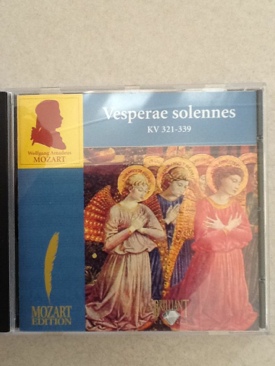 Vesperae solennes
KV 321-339
Wolfgang Amadeus
MOZART
MOZART
EDITION
BRILLIANT